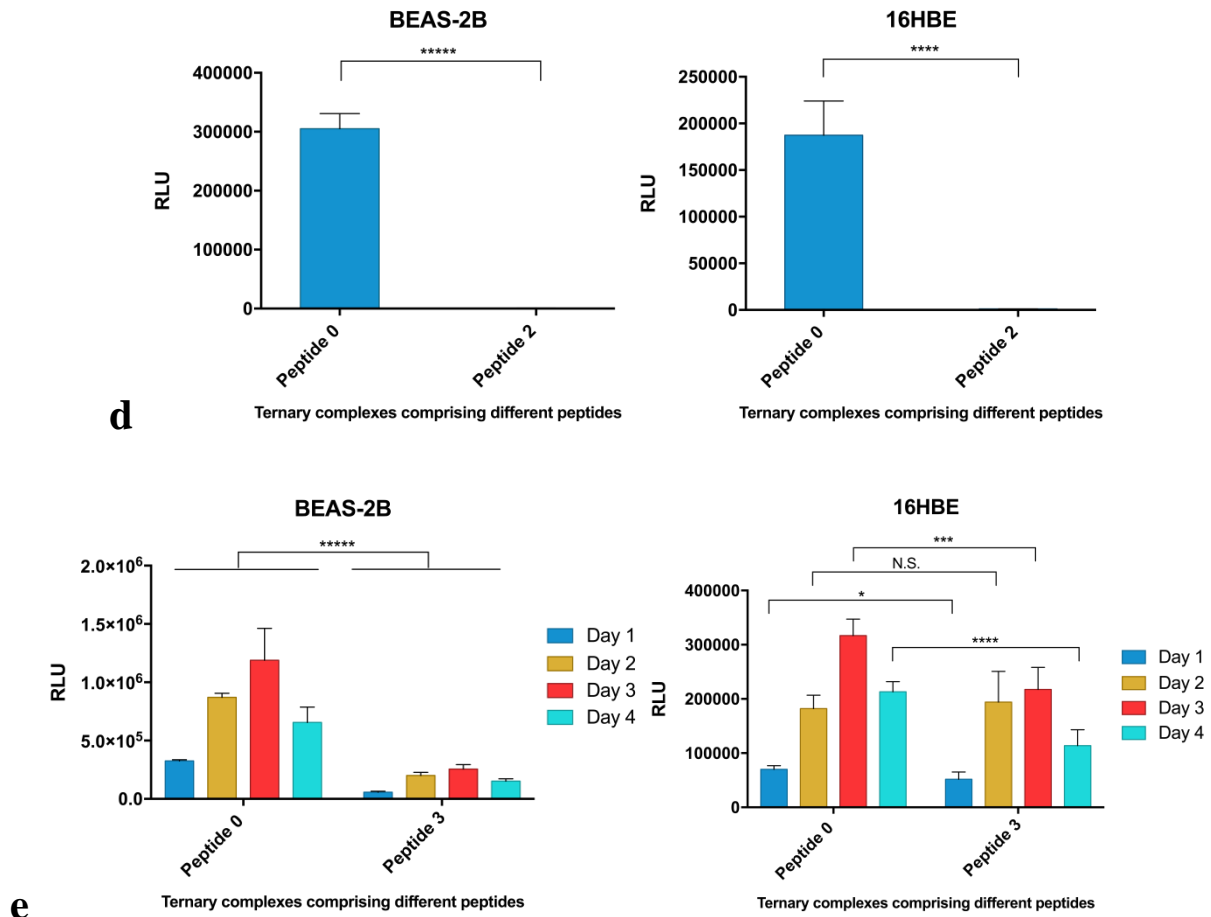 BEAS-2B
*****
400000
300000
200000
100000
0
RLU
Peptide 0
Peptide 2
Ternary complexes comprising different peptides
16HBE
****
250000
200000
150000
100000
50000
0
RLU
Peptide 0
Peptide 2
Ternary complexes comprising different peptides
d
BEAS-2B
*****
2.0×10⁶
1.5×10⁶
1.0×10⁶
5.0×10⁵
0.0
RLU
Peptide 0
Peptide 3
Day 1
Day 2
Day 3
Day 4
Ternary complexes comprising different peptides
16HBE
***
N.S.
*
****
400000
300000
200000
100000
0
RLU
Peptide 0
Peptide 3
Day 1
Day 2
Day 3
Day 4
Ternary complexes comprising different peptides
e